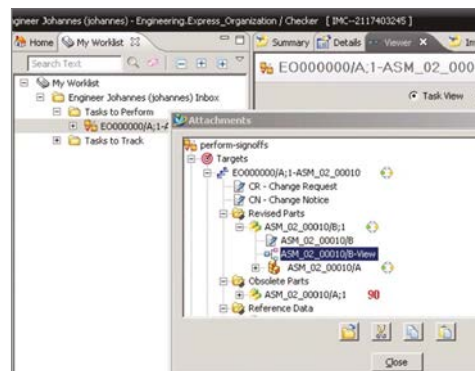 gineer Johannes (johannes) - Engineering.Express_Organization / Checker [ IMC--2117403245 ]
Home My Worklist
Summary Details Viewer
Search Text
EO000000/A;1-ASM_02_000
My Worklist
Task View
Engineer Johannes (johannes) Inbox
Tasks to Perform
EO000000/A;1-A
Tasks to Track
Attachments
perform-signoffs
Targets
EO000000/A;1-ASM_02_00010
CR - Change Request
CN - Change Notice
Revised Parts
ASM_02_00010/B;1
ASM_02_00010/B
ASM_02_00010/B-View
ASM_02_00010/A
Obsolete Parts
ASM_02_00010/A;1 90
Reference Data
Close